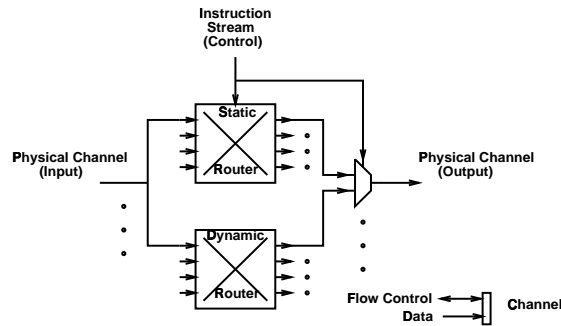 Instruction
Stream
(Control)
Static
Router
Physical Channel
(Input)
Physical Channel
(Output)
Dynamic
Router
Flow Control
Data
Channel